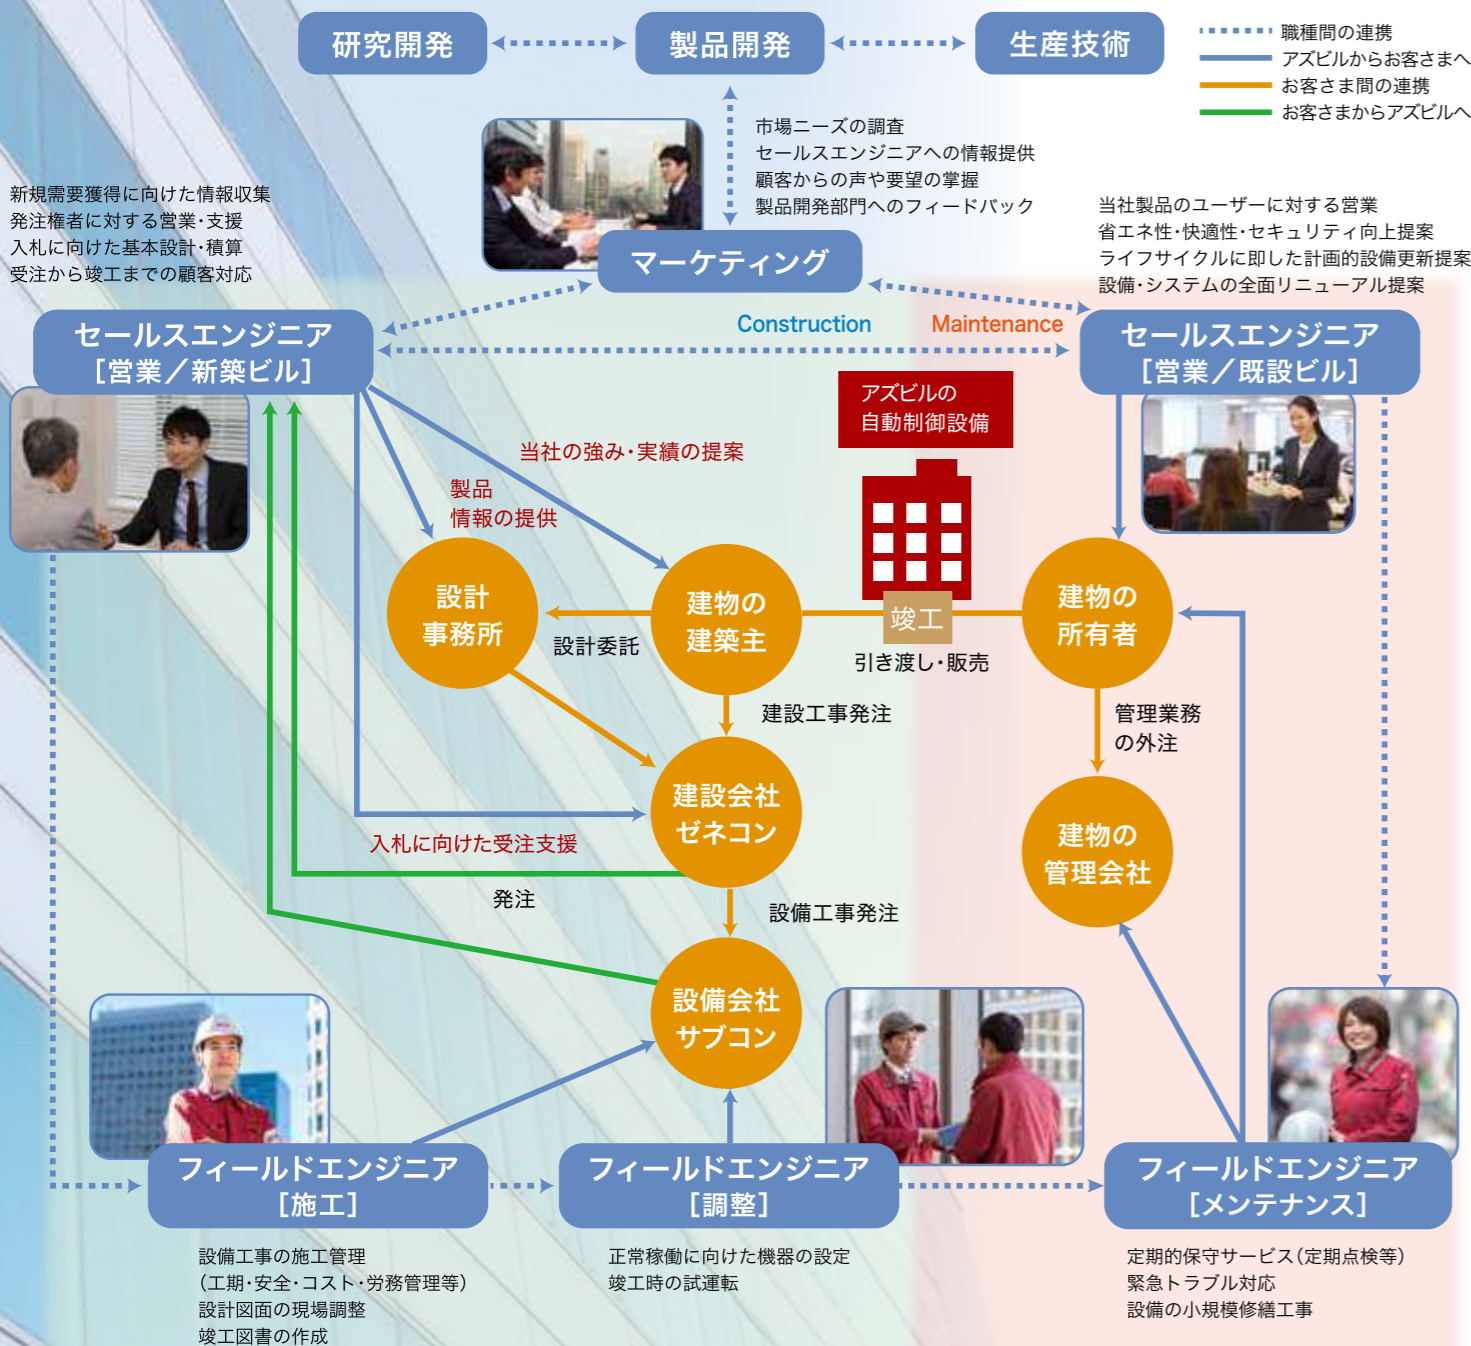 研究開発
製品開発
生産技術
職種間の連携
アズビルからお客さまへ
お客さま間の連携
お客さまからアズビルへ
市場ニーズの調査
セールスエンジニアへの情報提供
顧客からの声や要望の掌握
製品開発部門へのフィードバック
新規需要獲得に向けた情報収集
発注権者に対する営業・支援
入札に向けた基本設計・積算
受注から竣工までの顧客対応
当社製品のユーザーに対する営業
省エネ性・快適性・セキュリティ向上提案
ライフサイクルに即した計画的設備更新提案
設備・システムの全面リニューアル提案
マーケティング
Construction
Maintenance
セールスエンジニア
［営業／新築ビル］
セールスエンジニア
［営業／既設ビル］
アズビルの
自動制御設備
当社の強み・実績の提案
製品
情報の提供
設計
事務所
設計委託
建物の
建築主
竣工
引き渡し・販売
建物の
所有者
建設工事発注
管理業務
の外注
建設会社
ゼネコン
入札に向けた受注支援
発注
建物の
管理会社
設備工事発注
設備会社
サブコン
フィールドエンジニア
［施工］
フィールドエンジニア
［調整］
フィールドエンジニア
［メンテナンス］
設備工事の施工管理
（工期・安全・コスト・労務管理等）
設計図面の現場調整
竣工図書の作成
正常稼働に向けた機器の設定
竣工時の試運転
定期的保守サービス（定期点検等）
緊急トラブル対応
設備の小規模修繕工事